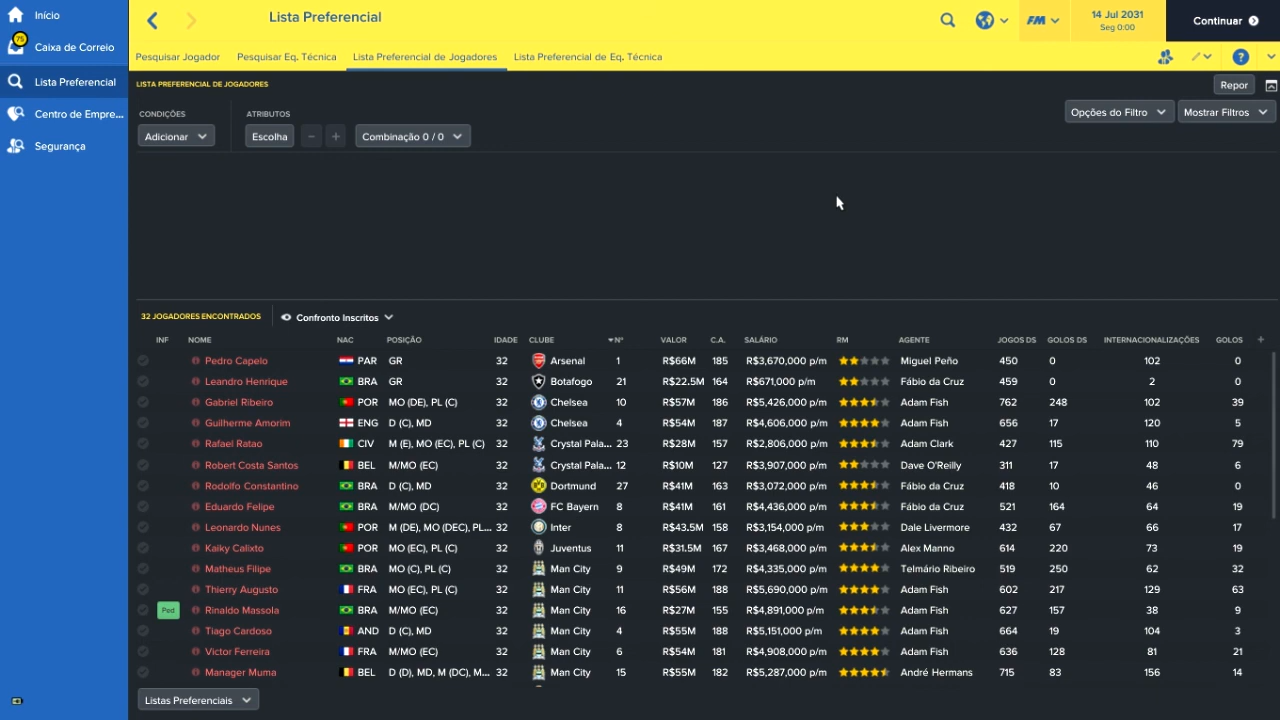 Início
Lista Preferencial
14 Jul 2031
Seg 0:00
FM
Continuar
75
Caixa de Correio
Pesquisar Jogador Pesquisar Eq. Técnica Lista Preferencial de Jogadores Lista Preferencial de Eq. Técnica
?
Lista Preferencial
LISTA PREFERENCIAL DE JOGADORES
Repor
Centro de Empre...
CONDIÇÕES ATRIBUTOS
Opções do Filtro Mostrar Filtros
Adicionar Escolha − + Combinação 0 / 0
Segurança
32 JOGADORES ENCONTRADOS Confronto Inscritos
INF NOME NAC POSIÇÃO IDADE CLUBE Nº VALOR C.A. SALÁRIO RM AGENTE JOGOS DS GOLOS DS INTERNACIONALIZAÇÕES GOLOS +
Pedro Capelo PAR GR 32 Arsenal 1 R$66M 185 R$3,670,000 p/m Miguel Peño 450 0 102 0
Leandro Henrique BRA GR 32 Botafogo 21 R$22.5M 164 R$671,000 p/m Fábio da Cruz 459 0 2 0
Gabriel Ribeiro POR MO (DE), PL (C) 32 Chelsea 10 R$57M 186 R$5,426,000 p/m Adam Fish 762 248 102 39
Guilherme Amorim ENG D (C), MD 32 Chelsea 4 R$54M 187 R$4,606,000 p/m Adam Fish 656 17 120 5
Rafael Ratao CIV M (E), MO (EC), PL (C) 32 Crystal Pala... 23 R$28M 157 R$2,806,000 p/m Adam Clark 427 115 110 79
Robert Costa Santos BEL M/MO (EC) 32 Crystal Pala... 12 R$10M 127 R$3,907,000 p/m Dave O'Reilly 311 17 48 6
Rodolfo Constantino BRA D (C), MD 32 Dortmund 27 R$41M 163 R$3,072,000 p/m Fábio da Cruz 418 10 46 0
Eduardo Felipe BRA M/MO (DC) 32 FC Bayern 8 R$41M 161 R$4,436,000 p/m Fábio da Cruz 521 164 64 19
Leonardo Nunes POR M (DE), MO (DEC), PL... 32 Inter 8 R$43.5M 158 R$3,154,000 p/m Dale Livermore 432 67 66 17
Kaiky Calixto POR MO (EC), PL (C) 32 Juventus 11 R$31.5M 167 R$3,468,000 p/m Alex Manno 614 220 73 19
Matheus Filipe BRA MO (C), PL (C) 32 Man City 9 R$49M 172 R$4,335,000 p/m Telmário Ribeiro 519 250 62 32
Thierry Augusto FRA MO (EC), PL (C) 32 Man City 11 R$56M 188 R$5,690,000 p/m Adam Fish 602 217 129 63
Ped Rinaldo Massola BRA M/MO (EC) 32 Man City 16 R$27M 155 R$4,891,000 p/m Adam Fish 627 157 38 9
Tiago Cardoso AND D (C), MD 32 Man City 4 R$55M 188 R$5,151,000 p/m Adam Fish 664 19 104 3
Victor Ferreira FRA M/MO (EC) 32 Man City 6 R$54M 181 R$4,908,000 p/m Adam Fish 636 128 81 21
Manager Muma BEL D (D), MD, M (DC), M... 32 Man City 15 R$55M 182 R$5,287,000 p/m André Hermans 715 83 156 14
Listas Preferenciais